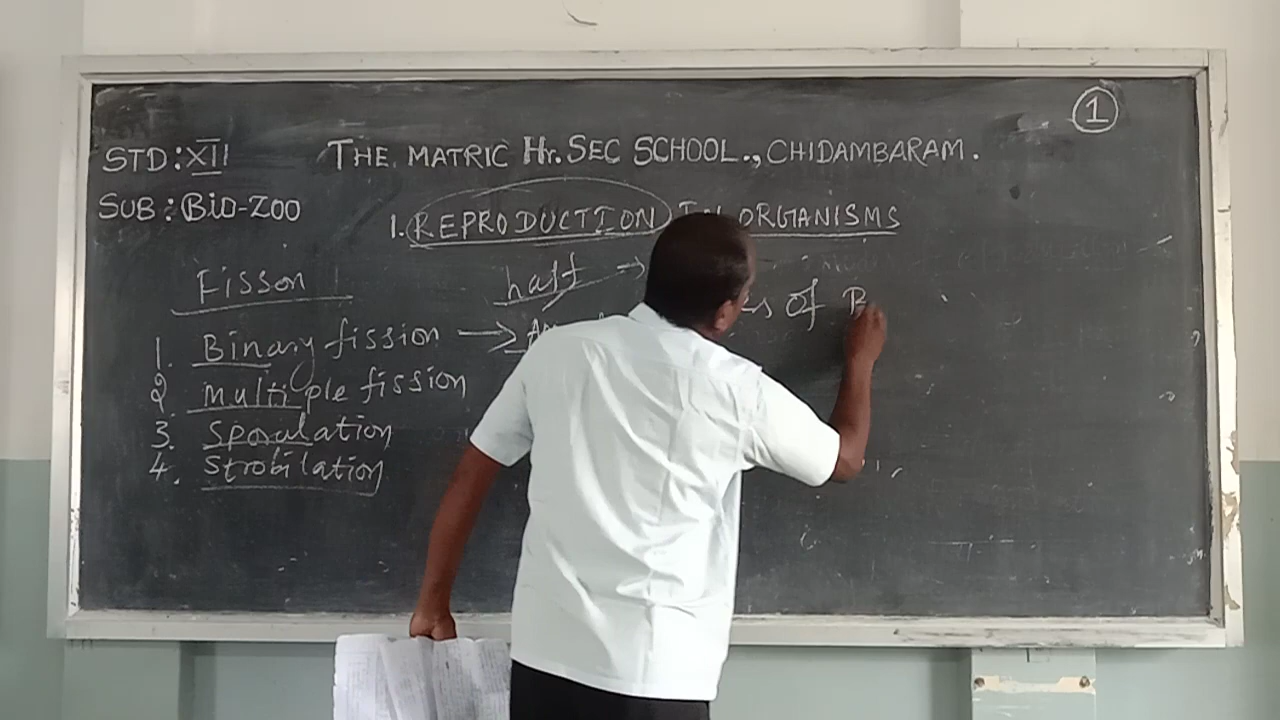 1
STD: XII THE MATRIC Hr. SEC SCHOOL., CHIDAMBARAM.
SUB: BIO-ZOO
1. REPRODUCTION IN ORGANISMS
Fisson
half →
of
1. Binary fission →
2. multiple fission
3. Sporulation
4. Strobilation